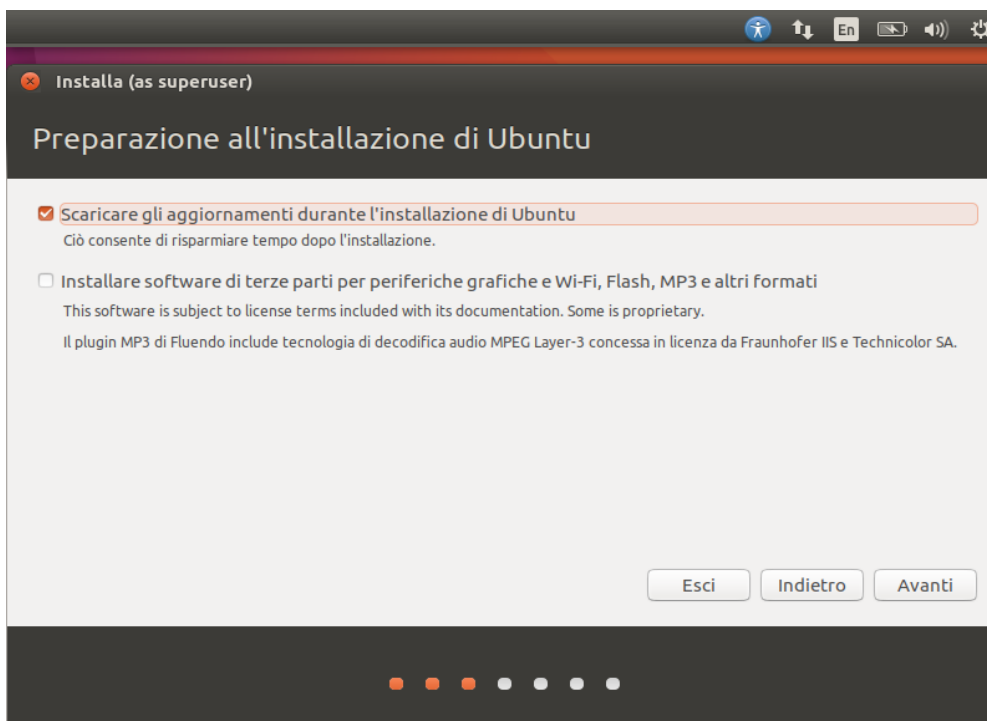 En
Installa (as superuser)
Preparazione all'installazione di Ubuntu
Scaricare gli aggiornamenti durante l'installazione di Ubuntu
Ciò consente di risparmiare tempo dopo l'installazione.
Installare software di terze parti per periferiche grafiche e Wi-Fi, Flash, MP3 e altri formati
This software is subject to license terms included with its documentation. Some is proprietary.
Il plugin MP3 di Fluendo include tecnologia di decodifica audio MPEG Layer-3 concessa in licenza da Fraunhofer IIS e Technicolor SA.
Esci Indietro Avanti